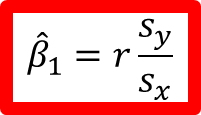 β̂₁ = r s_y / s_x